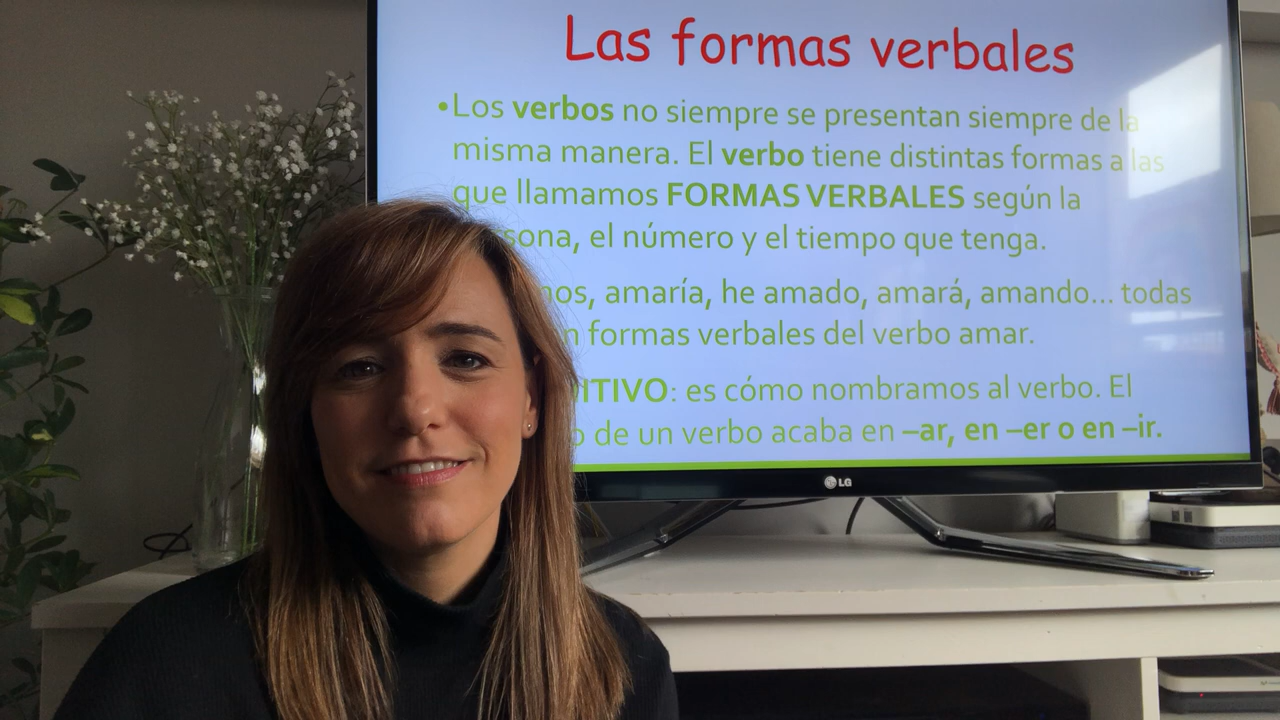 Las formas verbales
•Los verbos no siempre se presentan siempre de la
misma manera. El verbo tiene distintas formas a las
que llamamos FORMAS VERBALES según la
el número y el tiempo que tenga.
amaría, he amado, amará, amando... todas
formas verbales del verbo amar.
es cómo nombramos al verbo. El
de un verbo acaba en –ar, en –er o en –ir.
LG